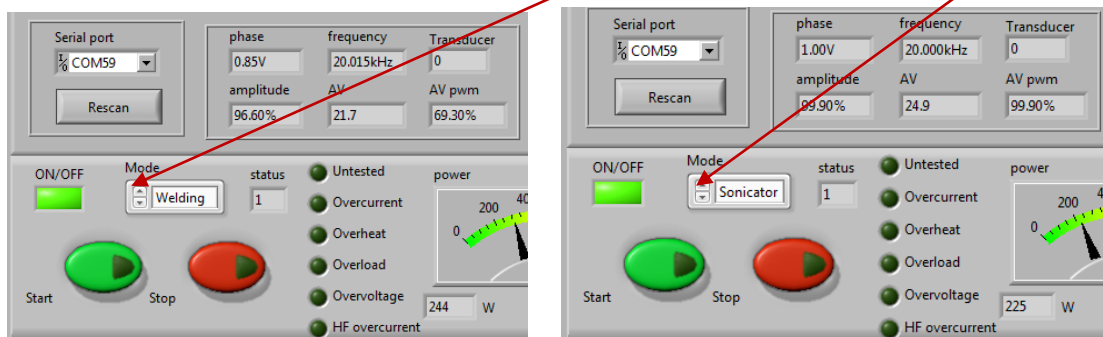 Serial port
COM59
Rescan
phase
frequency
Transducer
0.85V
20.015kHz
0
amplitude
AV
AV pwm
96.60%
21.7
69.30%
ON/OFF
Mode
Welding
status
1
Untested
Overcurrent
Overheat
Overload
Overvoltage
HF overcurrent
power
0
200
40
Start
Stop
244 W
Serial port
COM59
Rescan
phase
frequency
Transducer
1.00V
20.000kHz
0
amplitude
AV
AV pwm
99.90%
24.9
99.90%
ON/OFF
Mode
Sonicator
status
1
Untested
Overcurrent
Overheat
Overload
Overvoltage
HF overcurrent
power
0
200
4
Start
Stop
225 W